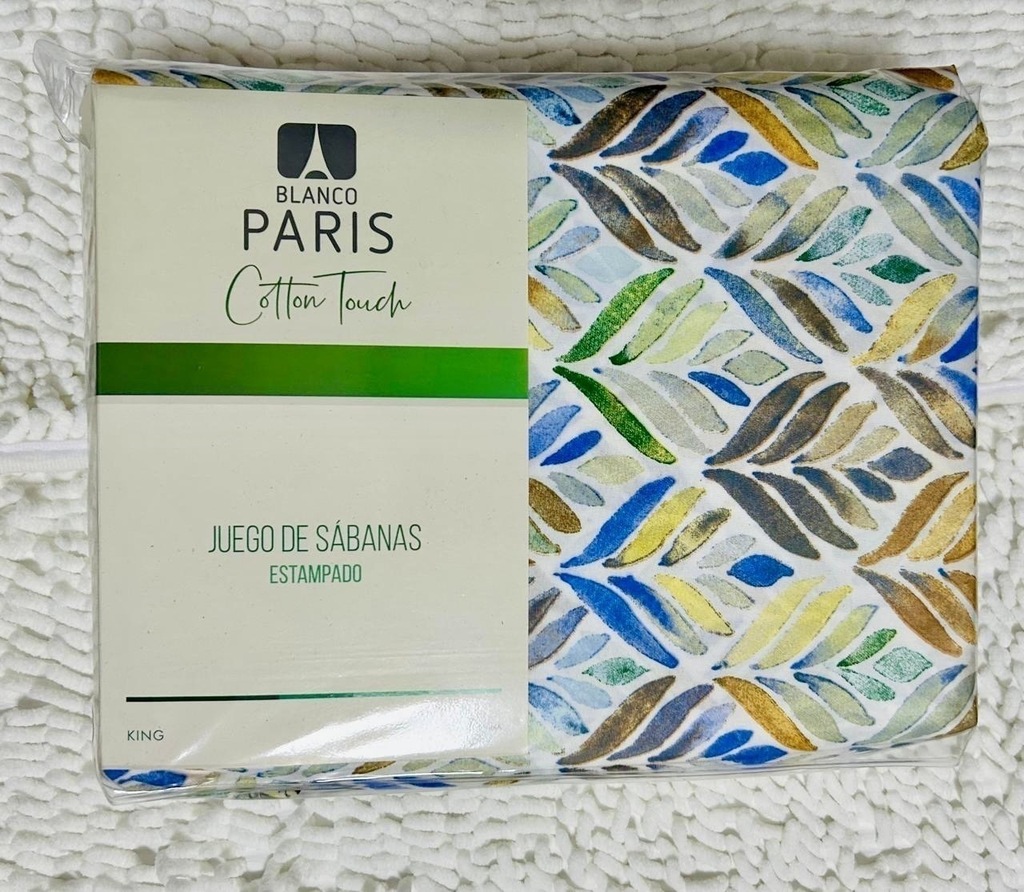 BLANCO
PARIS
Cotton Touch
JUEGO DE SÁBANAS
ESTAMPADO
KING